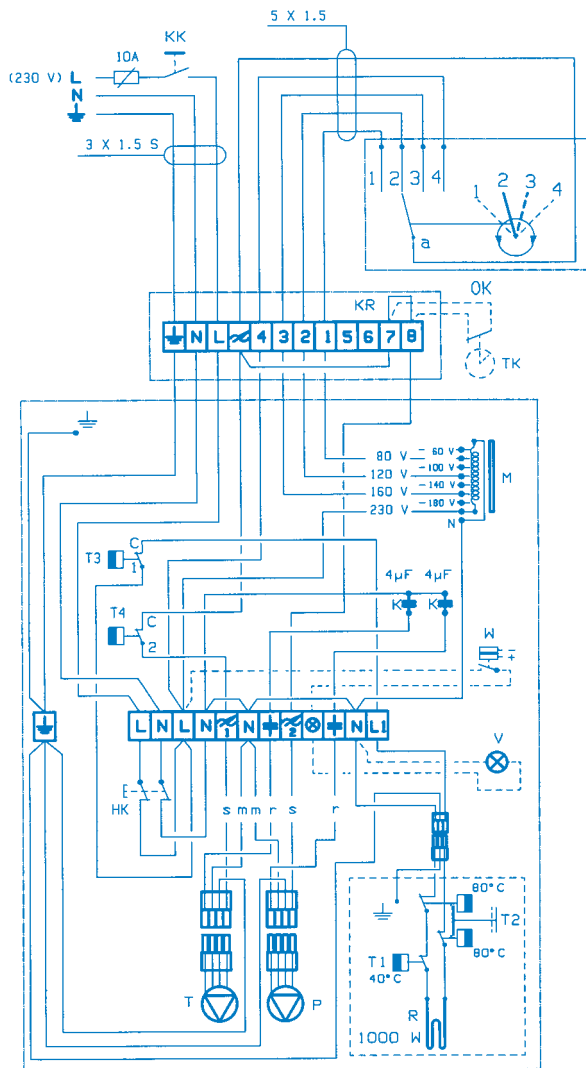 5 X 1.5
KK
10A
(230 V) L
N
3 X 1.5 S
1 2 3 4
1 2 3 4
a
KR
OK
N L 4 3 2 1 5 6 7 8
TK
80 V
120 V
160 V
230 V
- 60 V
-100 V
-140 V
-180 V
N
M
T3
C
1
T4
C
2
4µF 4µF
K K
W
- +
L N L N 1 N 2 N L1
V
E
HK
s m m r s r
80°C
T2
80°C
T1
40°C
T P
R
1000 W